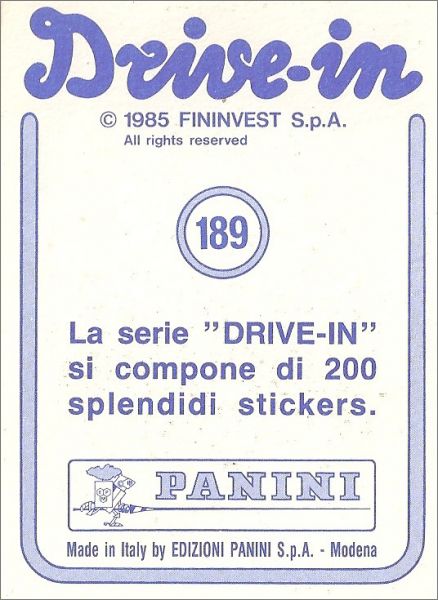 Drive-in
© 1985 FININVEST S.p.A.
All rights reserved
189
La serie "DRIVE-IN"
si compone di 200
splendidi stickers.
PANINI
Made in Italy by EDIZIONI PANINI S.p.A. - Modena